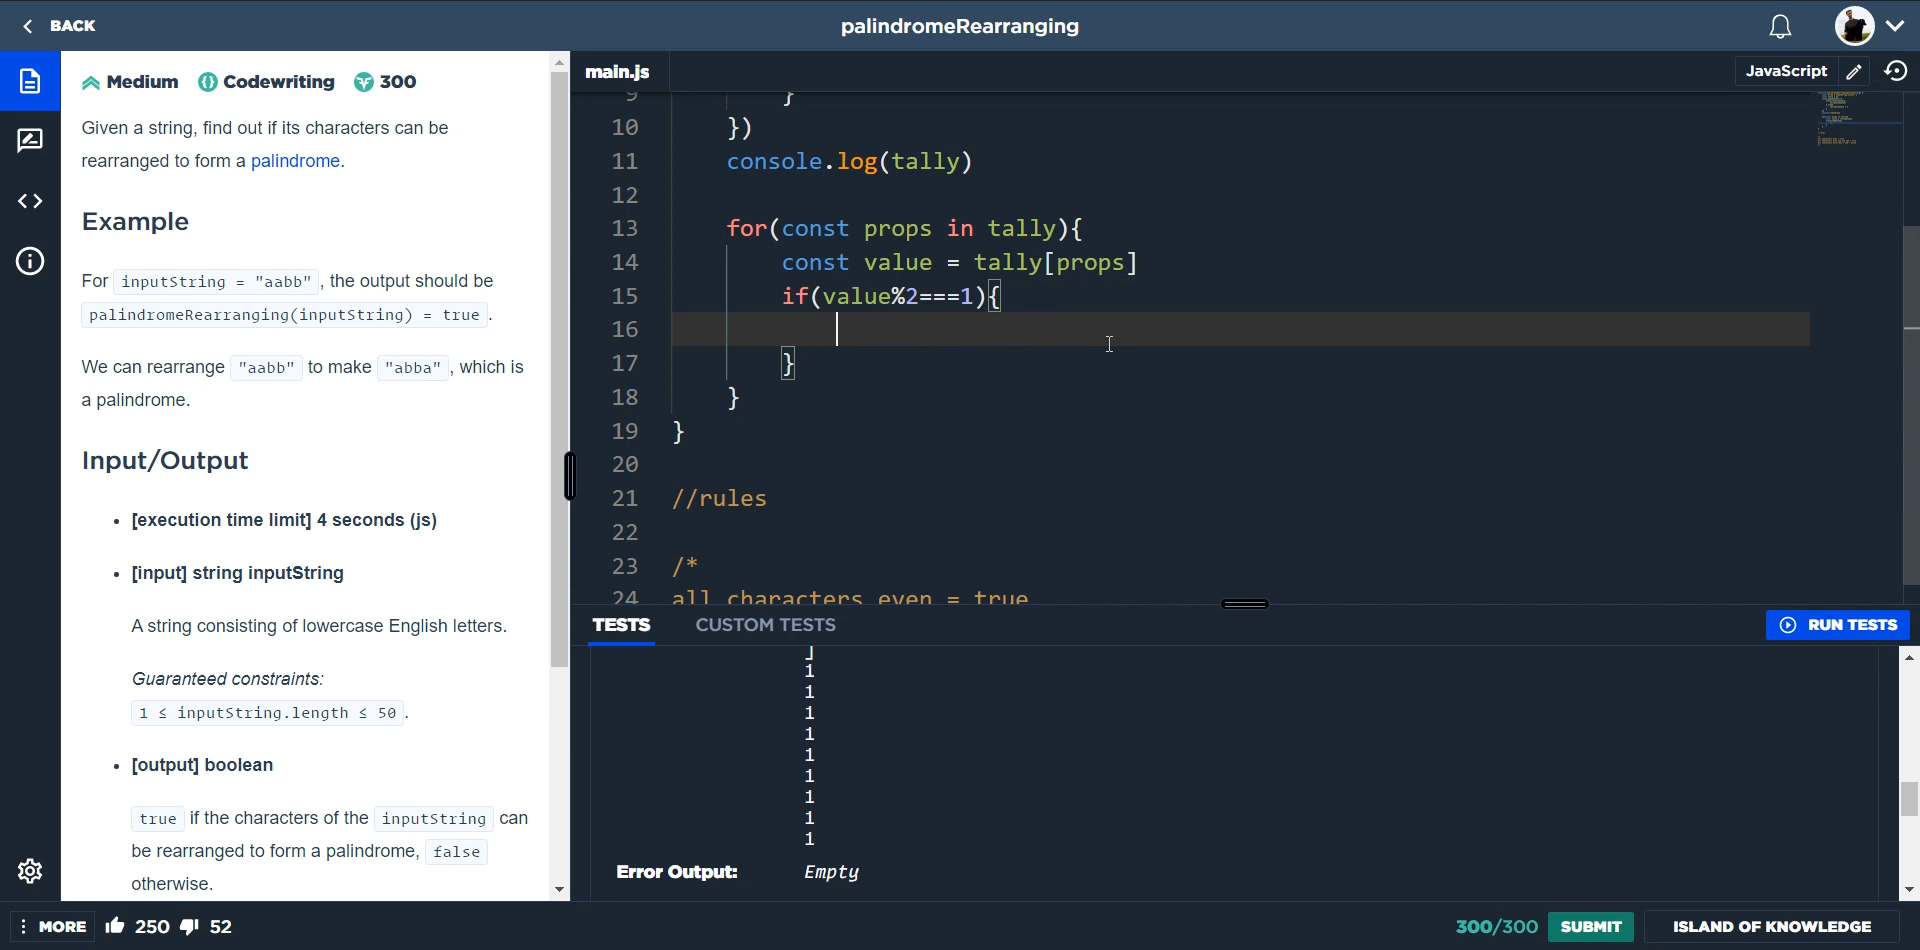 BACK
palindromeRearranging
Medium Codewriting 300
Given a string, find out if its characters can be
rearranged to form a palindrome.
Example
For inputString = "aabb", the output should be
palindromeRearranging(inputString) = true.
We can rearrange "aabb" to make "abba", which is
a palindrome.
Input/Output
• [execution time limit] 4 seconds (js)
• [input] string inputString
A string consisting of lowercase English letters.
Guaranteed constraints:
1 ≤ inputString.length ≤ 50.
• [output] boolean
true if the characters of the inputString can
be rearranged to form a palindrome, false
otherwise.
MORE 250 52
main.js
JavaScript
9 }
10 })
11 console.log(tally)
12
13 for(const props in tally){
14 const value = tally[props]
15 if(value%2===1){
16
17 }
18 }
19 }
20
21 //rules
22
23 /*
24 all characters even = true
TESTS CUSTOM TESTS RUN TESTS
]
1
1
1
1
1
1
1
1
1
Error Output: Empty
300/300 SUBMIT ISLAND OF KNOWLEDGE